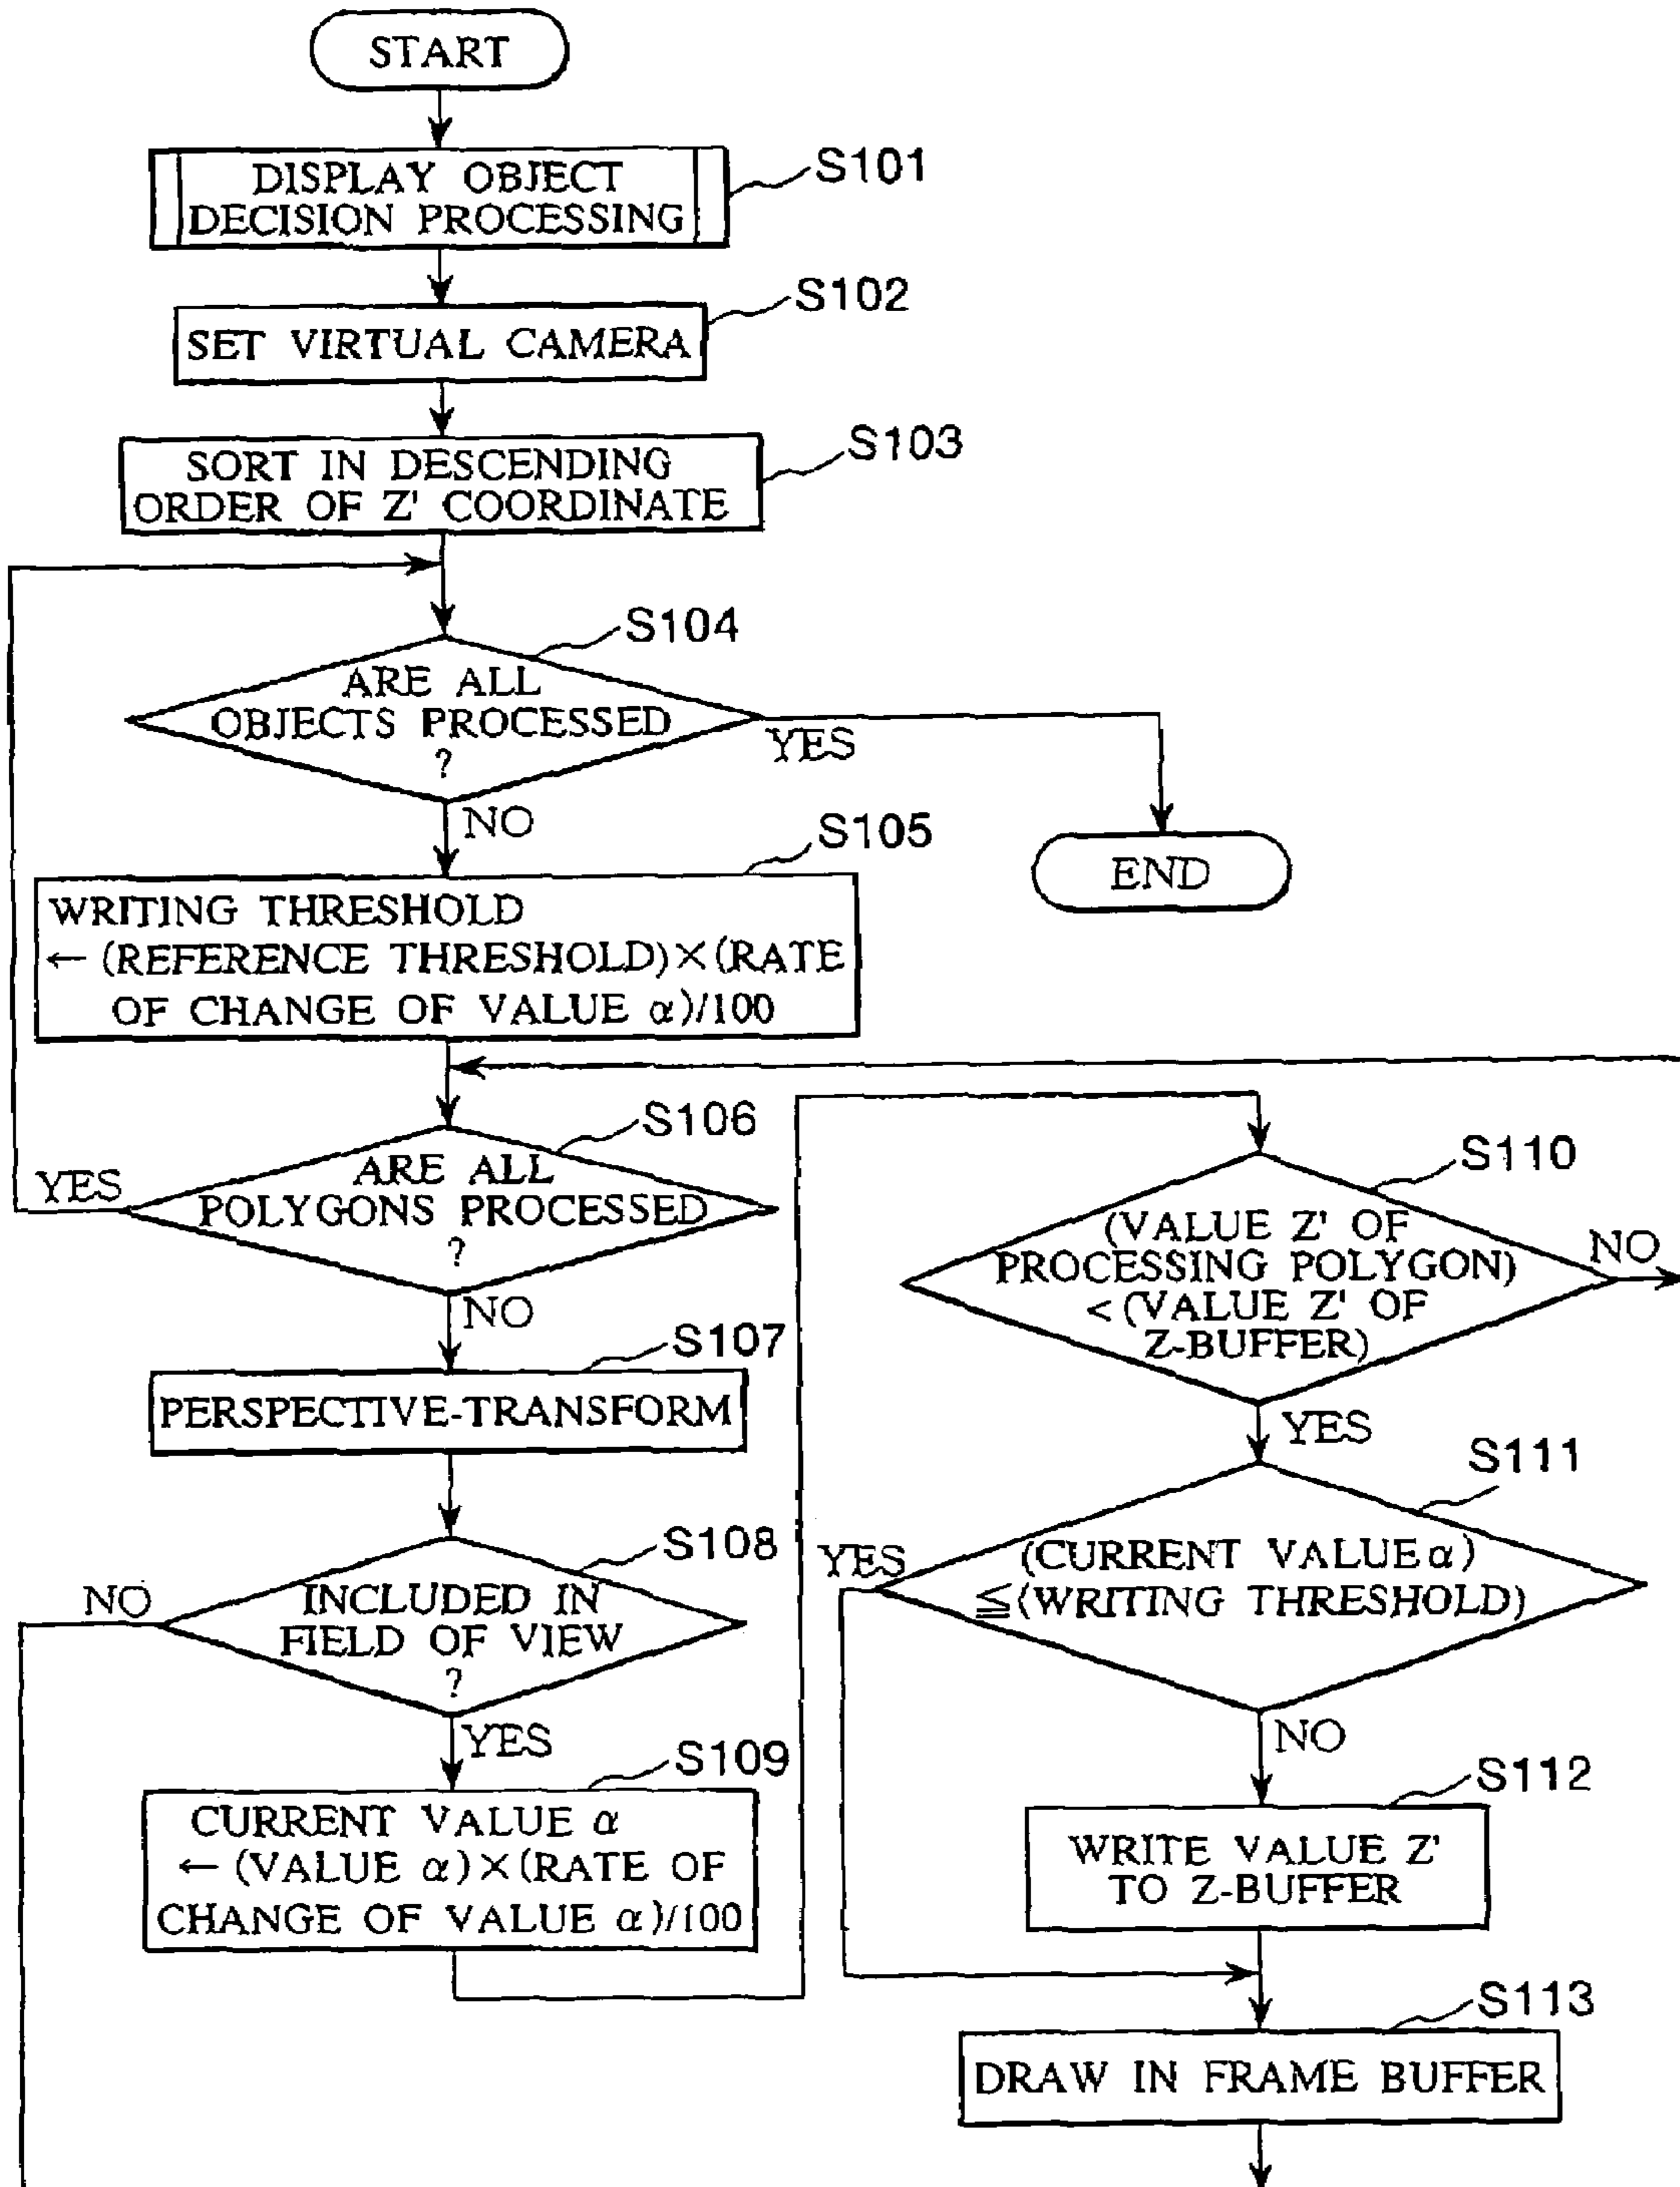 START
DISPLAY OBJECT
DECISION PROCESSING
S101
SET VIRTUAL CAMERA
S102
SORT IN DESCENDING
ORDER OF Z' COORDINATE
S103
ARE ALL
OBJECTS PROCESSED
?
S104
YES
NO
END
WRITING THRESHOLD
← (REFERENCE THRESHOLD)×(RATE
OF CHANGE OF VALUE α)/100
S105
ARE ALL
POLYGONS PROCESSED
?
S106
YES
NO
PERSPECTIVE-TRANSFORM
S107
INCLUDED IN
FIELD OF VIEW
?
S108
NO
YES
CURRENT VALUE α
← (VALUE α)×(RATE OF
CHANGE OF VALUE α)/100
S109
(VALUE Z' OF
PROCESSING POLYGON)
<(VALUE Z' OF
Z-BUFFER)
S110
NO
YES
(CURRENT VALUE α)
≦(WRITING THRESHOLD)
S111
YES
NO
WRITE VALUE Z'
TO Z-BUFFER
S112
DRAW IN FRAME BUFFER
S113